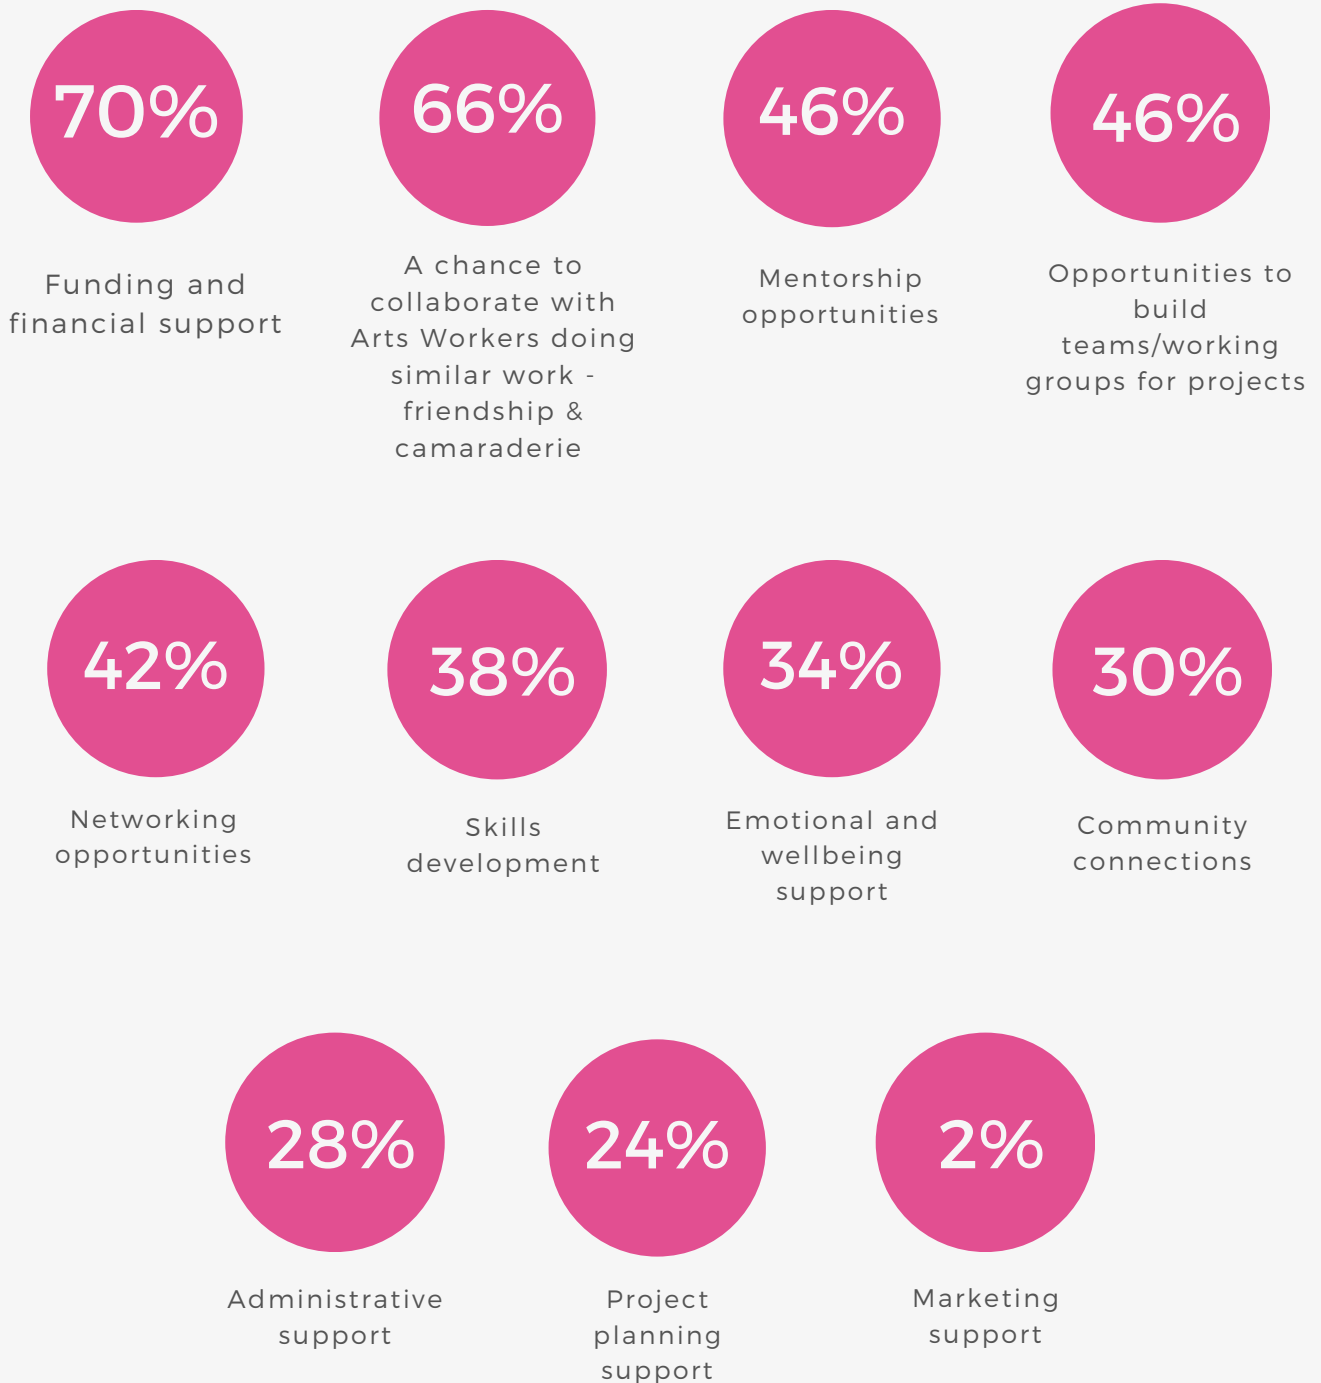 70%
66%
46%
46%
Funding and
financial support
A chance to
collaborate with
Arts Workers doing
similar work -
friendship &
camaraderie
Mentorship
opportunities
Opportunities to
build
teams/working
groups for projects
42%
38%
34%
30%
Networking
opportunities
Skills
development
Emotional and
wellbeing
support
Community
connections
28%
24%
2%
Administrative
support
Project
planning
support
Marketing
support